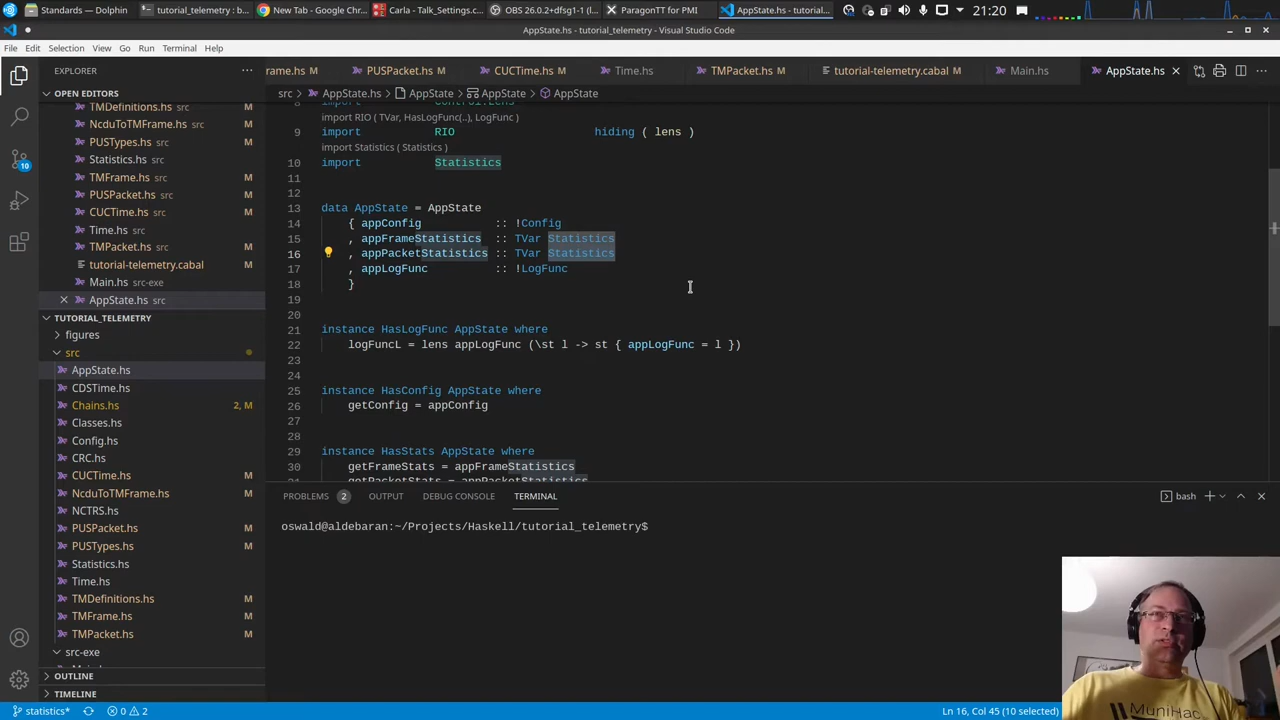 Standards — Dolphin
tutorial_telemetry : b...
New Tab - Google Chr...
Carla - Talk_Settings.c...
OBS 26.0.2+dfsg1-1 (l...
ParagonTT for PMI
AppState.hs - tutorial...
21:20
AppState.hs - tutorial_telemetry - Visual Studio Code
File Edit Selection View Go Run Terminal Help
EXPLORER
OPEN EDITORS
TMDefinitions.hs src M
NcduToTMFrame.hs src M
PUSTypes.hs src M
Statistics.hs src
TMFrame.hs src M
PUSPacket.hs src M
CUCTime.hs src M
Time.hs src
TMPacket.hs src M
tutorial-telemetry.cabal M
Main.hs src-exe
AppState.hs src
TUTORIAL_TELEMETRY
figures
src
AppState.hs
CDSTime.hs
Chains.hs 2, M
Classes.hs
Config.hs
CRC.hs
CUCTime.hs M
NcduToTMFrame.hs M
NCTRS.hs
PUSPacket.hs M
PUSTypes.hs M
Statistics.hs
Time.hs
TMDefinitions.hs M
TMFrame.hs M
TMPacket.hs M
src-exe
OUTLINE
TIMELINE
rame.hs M
PUSPacket.hs M
CUCTime.hs M
Time.hs
TMPacket.hs M
tutorial-telemetry.cabal M
Main.hs
AppState.hs
src > AppState.hs > AppState > AppState > AppState
8 import Control.Lens
import RIO ( TVar, HasLogFunc(..), LogFunc )
9 import RIO hiding ( lens )
import Statistics ( Statistics )
10 import Statistics
11
12
13 data AppState = AppState
14 { appConfig :: !Config
15 , appFrameStatistics :: TVar Statistics
16 , appPacketStatistics :: TVar Statistics
17 , appLogFunc :: !LogFunc
18 }
19
20
21 instance HasLogFunc AppState where
22 logFuncL = lens appLogFunc (\st l -> st { appLogFunc = l })
23
24
25 instance HasConfig AppState where
26 getConfig = appConfig
27
28
29 instance HasStats AppState where
30 getFrameStats = appFrameStatistics
31 getPacketStats = appPacketStatistics
PROBLEMS 2 OUTPUT DEBUG CONSOLE TERMINAL
bash
oswald@aldebaran:~/Projects/Haskell/tutorial_telemetry$
MuniHac
statistics* 0 2
Ln 16, Col 45 (10 selected)
10